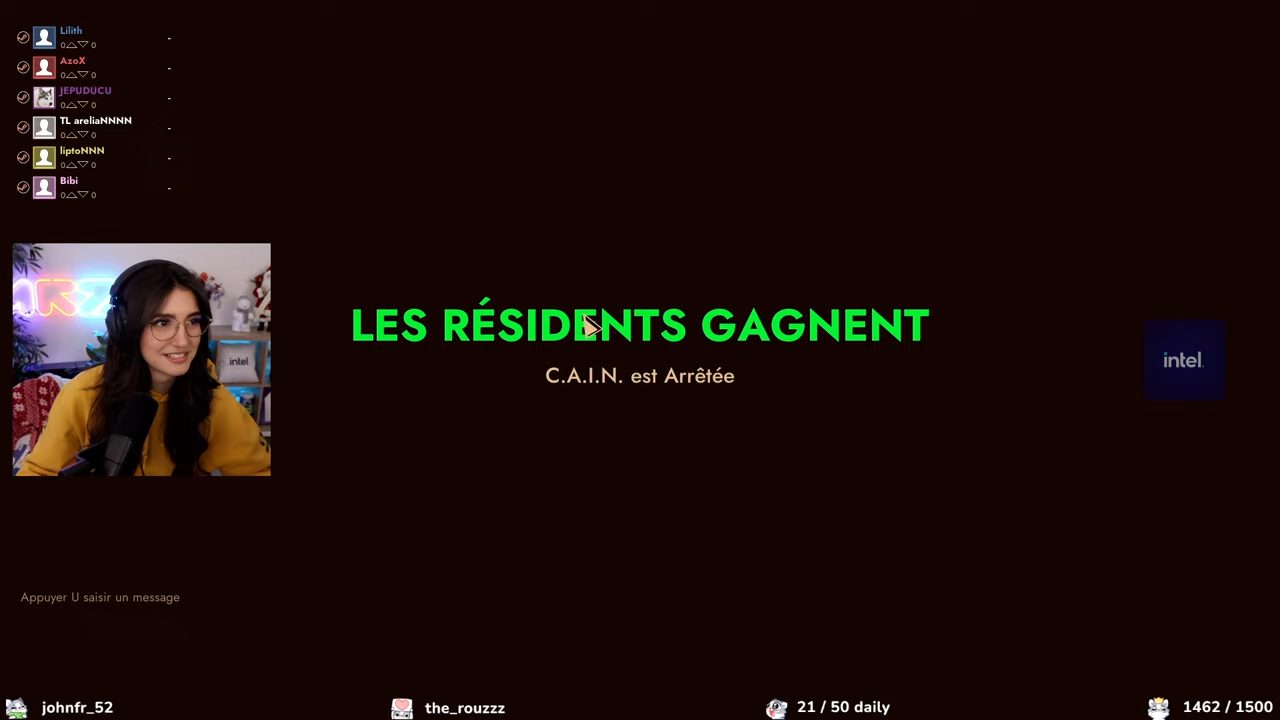 Lilith
0 0
-
AzoX
0 0
-
JEPUDUCU
0 0
-
TL areliaNNNN
0 0
-
liptoNNN
0 0
-
Bibi
0 0
-
intel
LES RÉSIDENTS GAGNENT
C.A.I.N. est Arrêtée
intel.
Appuyer U saisir un message
johnfr_52
the_rouzzz
21 / 50 daily
1462 / 1500